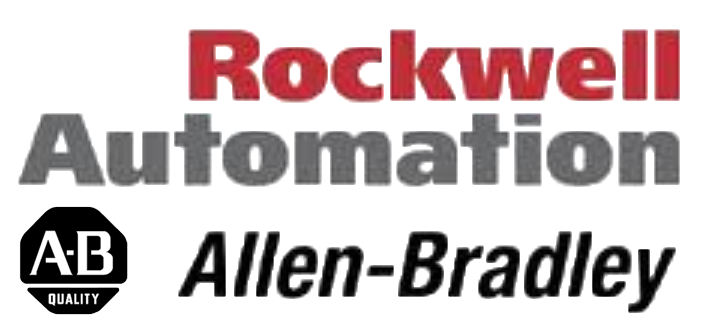 Rockwell
Automation
A-B
QUALITY
Allen-Bradley